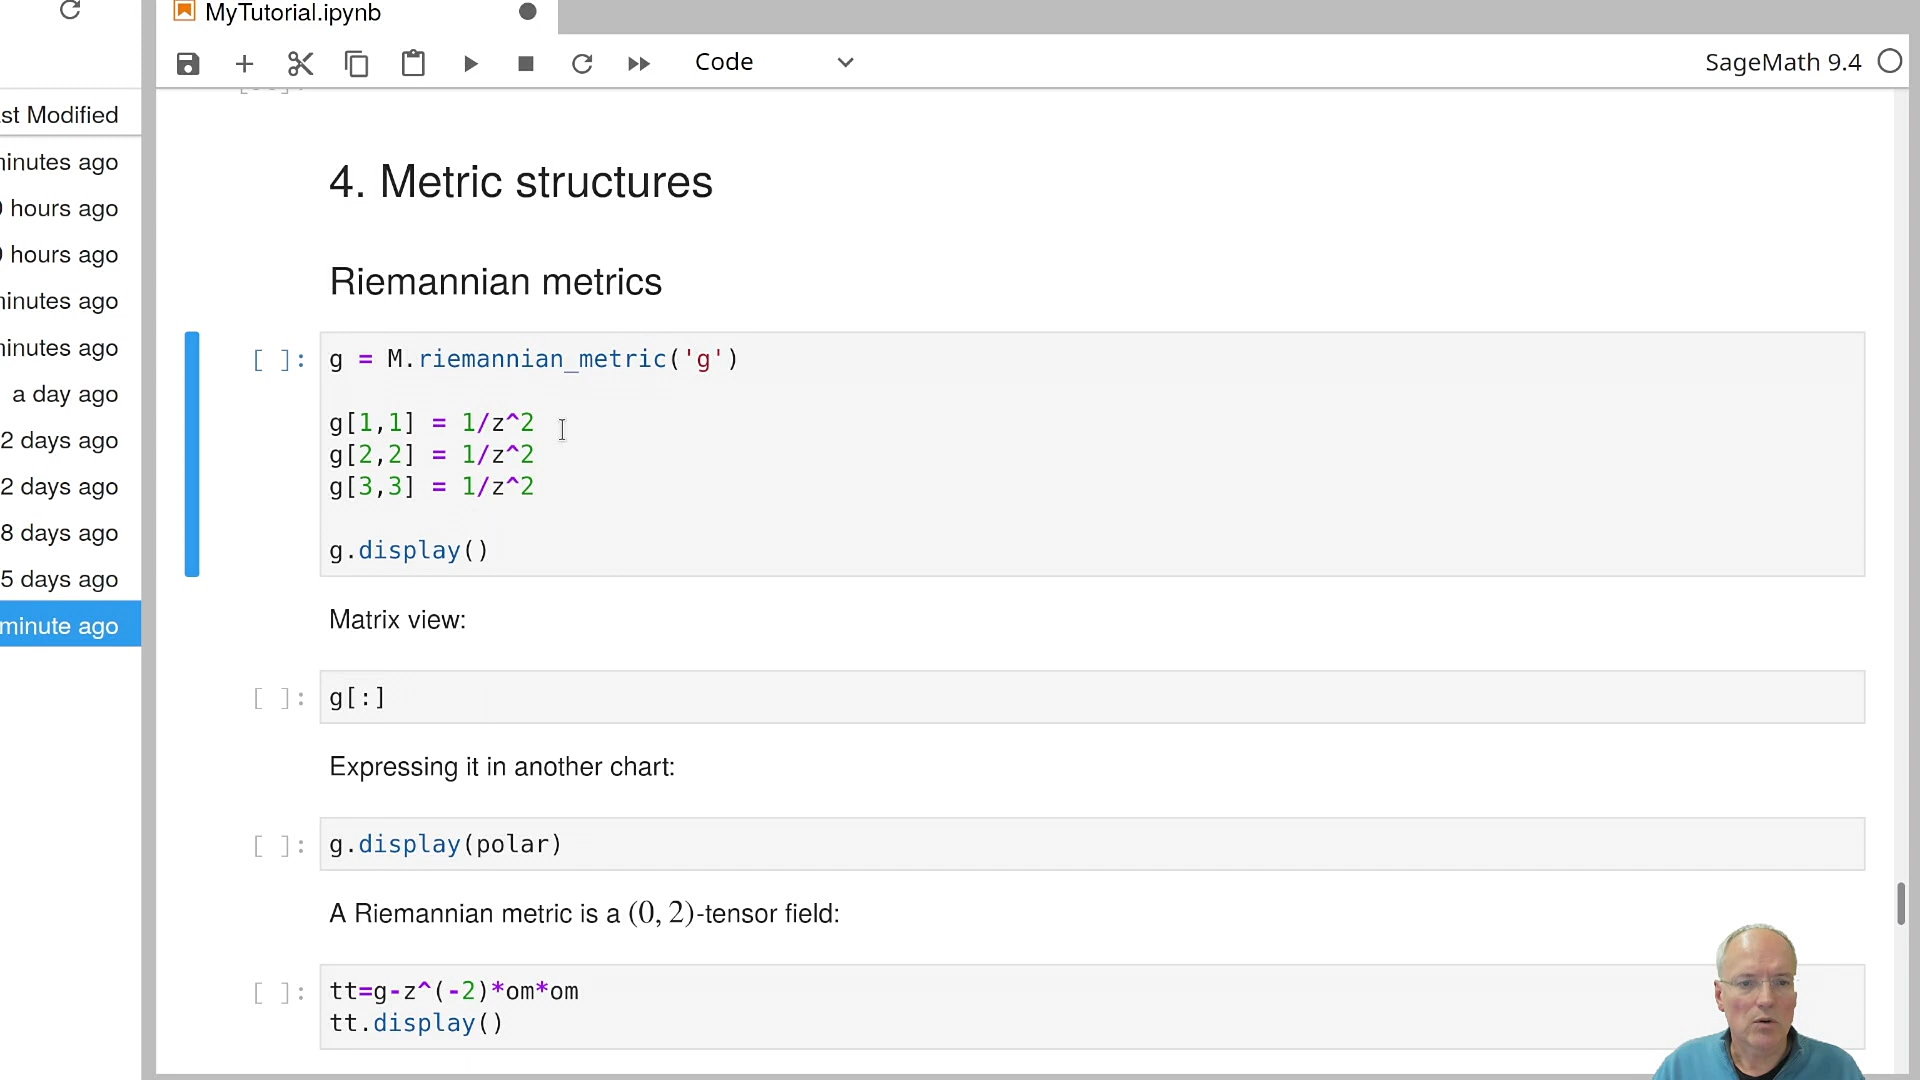 MyTutorial.ipynb
Code
SageMath 9.4
st Modified
minutes ago
hours ago
hours ago
minutes ago
minutes ago
a day ago
2 days ago
2 days ago
8 days ago
5 days ago
minute ago
4. Metric structures
Riemannian metrics
[ ]: g = M.riemannian_metric('g')
g[1,1] = 1/z^2
g[2,2] = 1/z^2
g[3,3] = 1/z^2
g.display()
Matrix view:
[ ]: g[:]
Expressing it in another chart:
[ ]: g.display(polar)
A Riemannian metric is a (0, 2)-tensor field:
[ ]: tt=g-z^(-2)*om*om
tt.display()